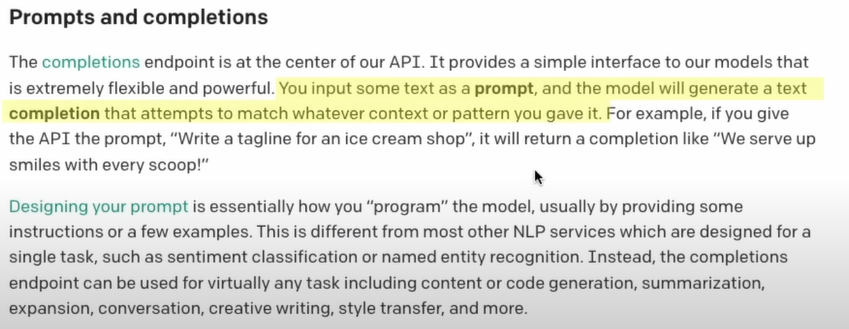 Prompts and completions
The completions endpoint is at the center of our API. It provides a simple interface to our models that
is extremely flexible and powerful. You input some text as a prompt, and the model will generate a text
completion that attempts to match whatever context or pattern you gave it. For example, if you give
the API the prompt, “Write a tagline for an ice cream shop”, it will return a completion like “We serve up
smiles with every scoop!”
Designing your prompt is essentially how you “program” the model, usually by providing some
instructions or a few examples. This is different from most other NLP services which are designed for a
single task, such as sentiment classification or named entity recognition. Instead, the completions
endpoint can be used for virtually any task including content or code generation, summarization,
expansion, conversation, creative writing, style transfer, and more.